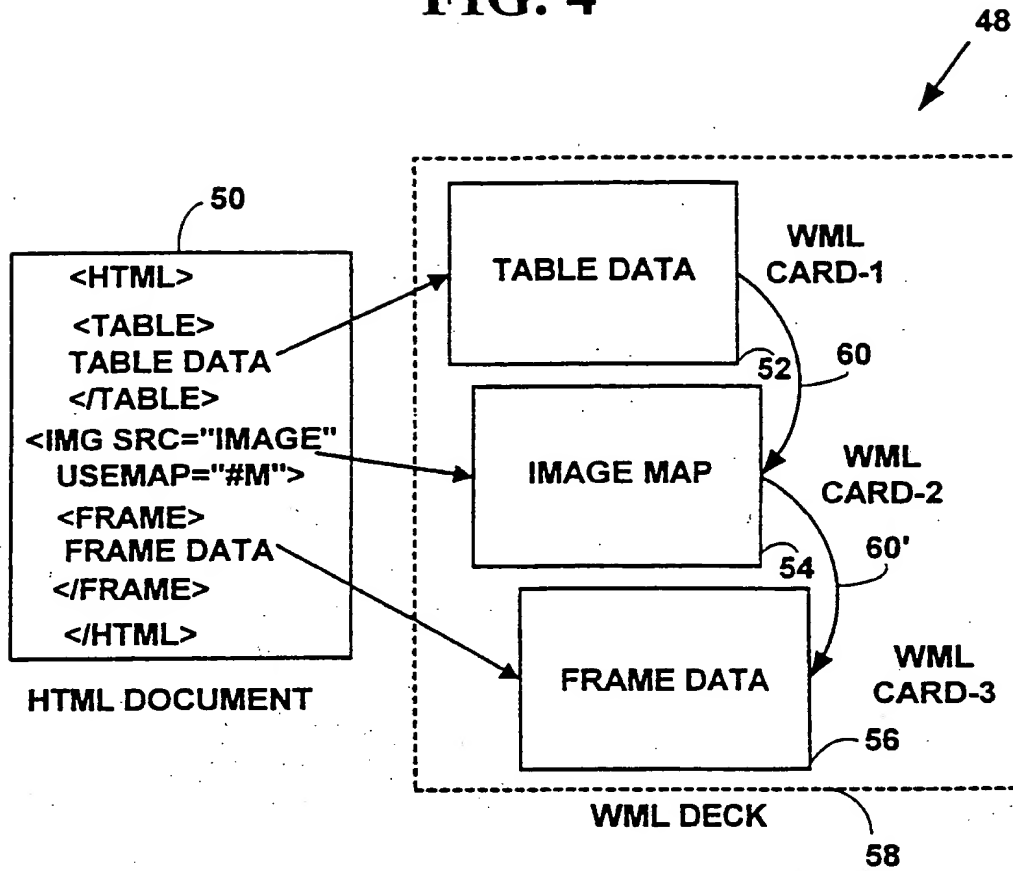 FIG. 4
48
50
<HTML>
<TABLE>
TABLE DATA
</TABLE>
<IMG SRC="IMAGE"
USEMAP="#M">
<FRAME>
FRAME DATA
</FRAME>
</HTML>
HTML DOCUMENT
TABLE DATA
WML
CARD-1
52
60
IMAGE MAP
WML
CARD-2
54
60'
FRAME DATA
WML
CARD-3
56
WML DECK
58